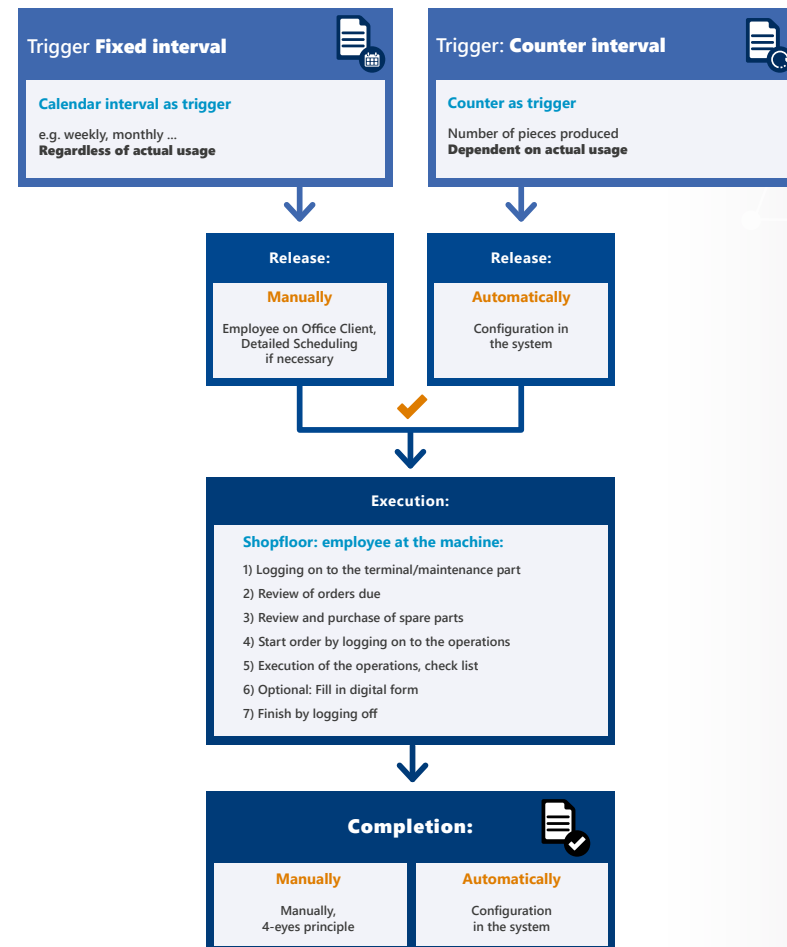 Trigger Fixed interval
Calendar interval as trigger
e.g. weekly, monthly ...
Regardless of actual usage
Trigger: Counter interval
Counter as trigger
Number of pieces produced
Dependent on actual usage
Release:
Manually
Employee on Office Client,
Detailed Scheduling
if necessary
Release:
Automatically
Configuration in
the system
Execution:
Shopfloor: employee at the machine:
1) Logging on to the terminal/maintenance part
2) Review of orders due
3) Review and purchase of spare parts
4) Start order by logging on to the operations
5) Execution of the operations, check list
6) Optional: Fill in digital form
7) Finish by logging off
Completion:
Manually
Manually,
4-eyes principle
Automatically
Configuration
in the system